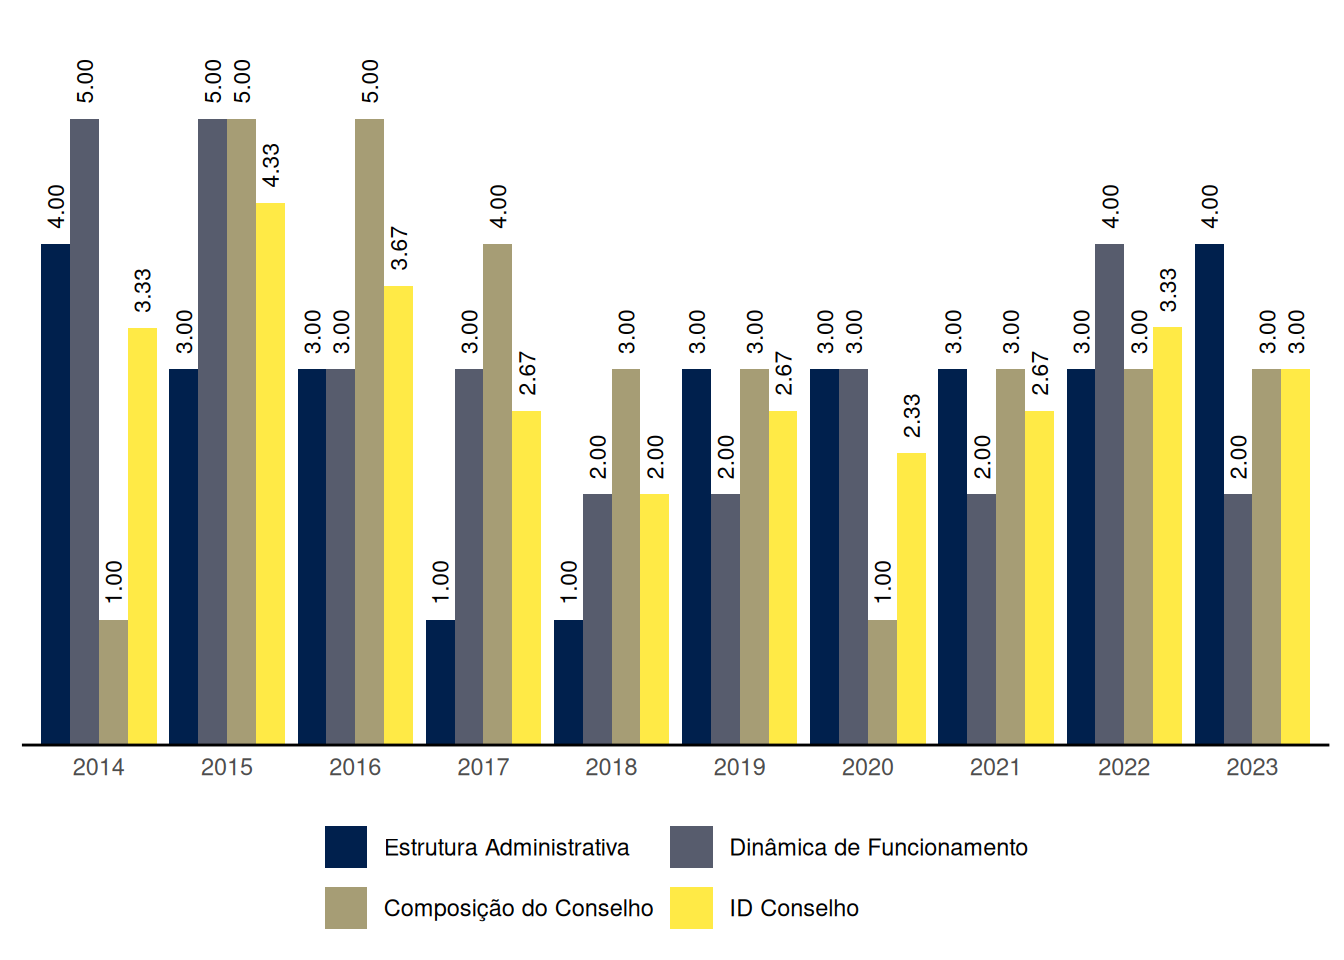 4.00 5.00 1.00 3.33 3.00 5.00 5.00 4.33 3.00 3.00 5.00 3.67 1.00 3.00 4.00 2.67 1.00 2.00 3.00 2.00 3.00 2.00 3.00 2.67 3.00 3.00 1.00 2.33 3.00 2.00 3.00 2.67 3.00 4.00 3.00 3.33 4.00 2.00 3.00 3.00
2014 2015 2016 2017 2018 2019 2020 2021 2022 2023
Estrutura Administrativa Dinâmica de Funcionamento
Composição do Conselho ID Conselho